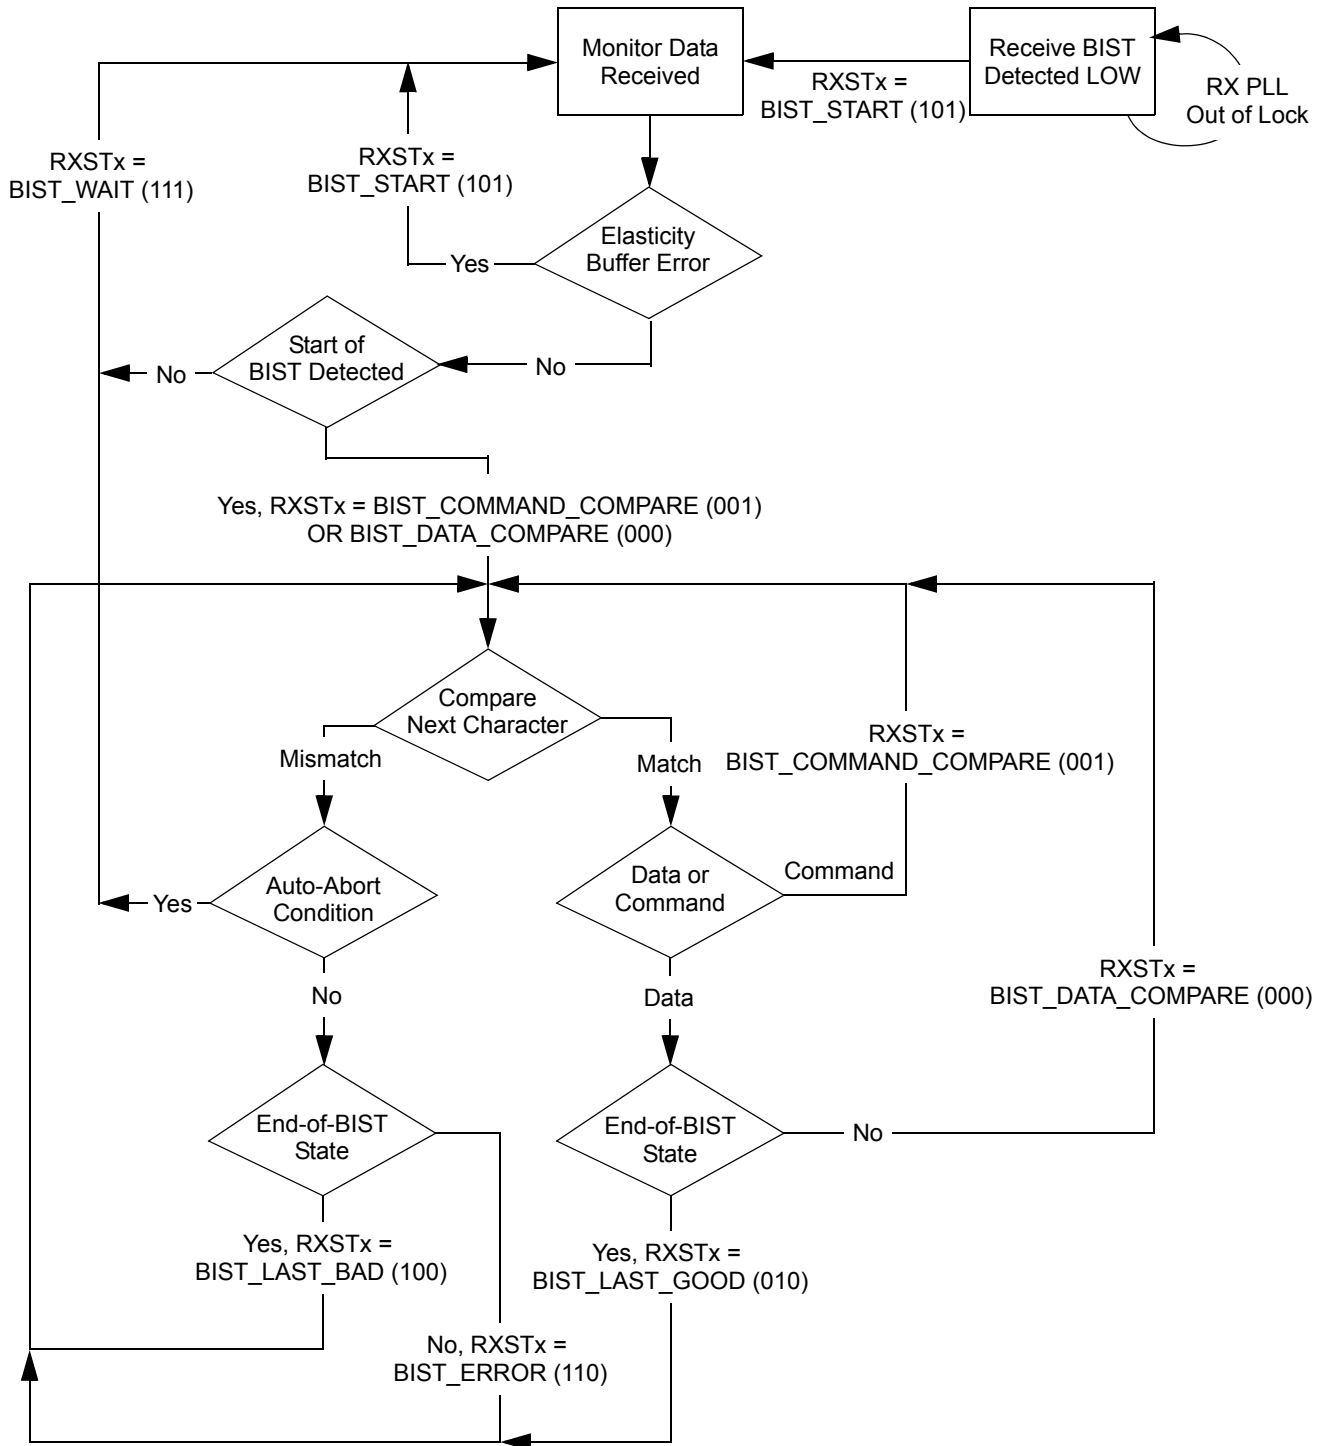 Monitor Data
Received
Receive BIST
Detected LOW
RXSTx =
BIST_START (101)
RX PLL
Out of Lock
RXSTx =
BIST_WAIT (111)
RXSTx =
BIST_START (101)
Elasticity
Buffer Error
Yes
Start of
BIST Detected
No
No
Yes, RXSTx = BIST_COMMAND_COMPARE (001)
OR BIST_DATA_COMPARE (000)
Compare
Next Character
Mismatch
Match
RXSTx =
BIST_COMMAND_COMPARE (001)
Auto-Abort
Condition
Yes
Data or
Command
Command
No
Data
RXSTx =
BIST_DATA_COMPARE (000)
End-of-BIST
State
End-of-BIST
State
No
Yes, RXSTx =
BIST_LAST_BAD (100)
Yes, RXSTx =
BIST_LAST_GOOD (010)
No, RXSTx =
BIST_ERROR (110)